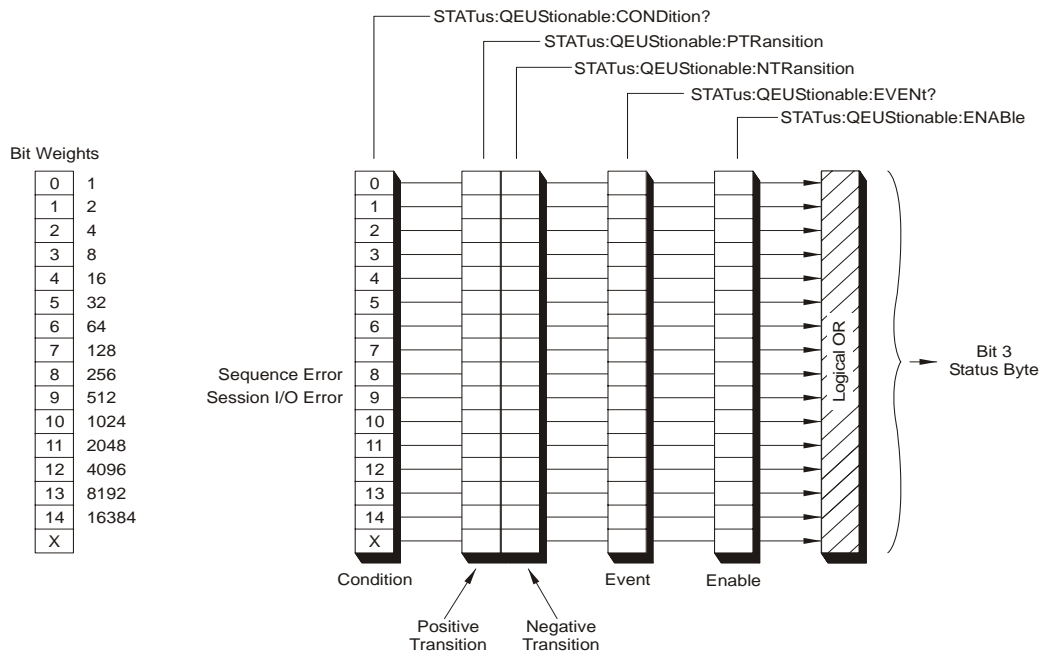 STATus:QEUStionable:CONDition?
STATus:QEUStionable:PTRansition
STATus:QEUStionable:NTRansition
STATus:QEUStionable:EVENt?
STATus:QEUStionable:ENABle
Bit Weights
0 1
1 2
2 4
3 8
4 16
5 32
6 64
7 128
8 256
9 512
10 1024
11 2048
12 4096
13 8192
14 16384
X
0
1
2
3
4
5
6
7
Sequence Error 8
Session I/O Error 9
10
11
12
13
14
X
Logical OR
Bit 3
Status Byte
Condition
Event
Enable
Positive
Transition
Negative
Transition